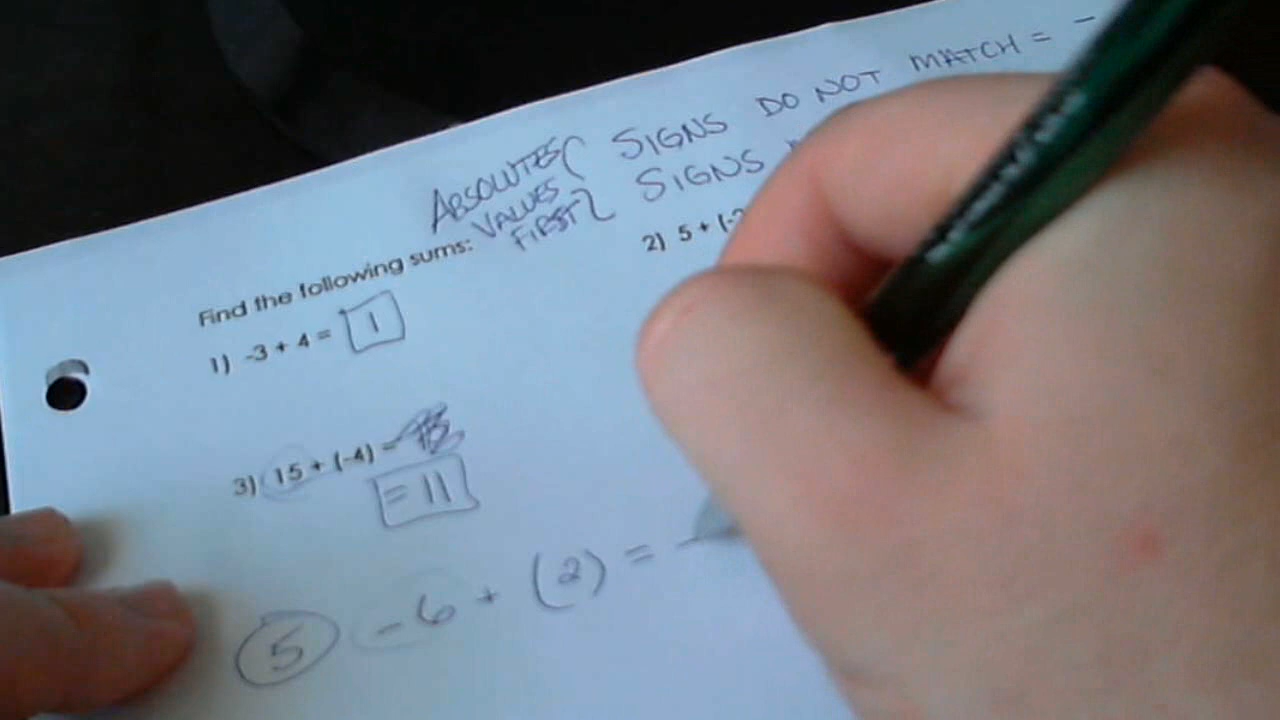 SIGNS DO NOT MATCH = -
ABSOLUTES VALUES FIRST SIGNS
Find the following sums:
1) -3 + 4 = 1
2) 5 + (-
3) 15 + (-4) =
= 11
5 -6 + (2) = -